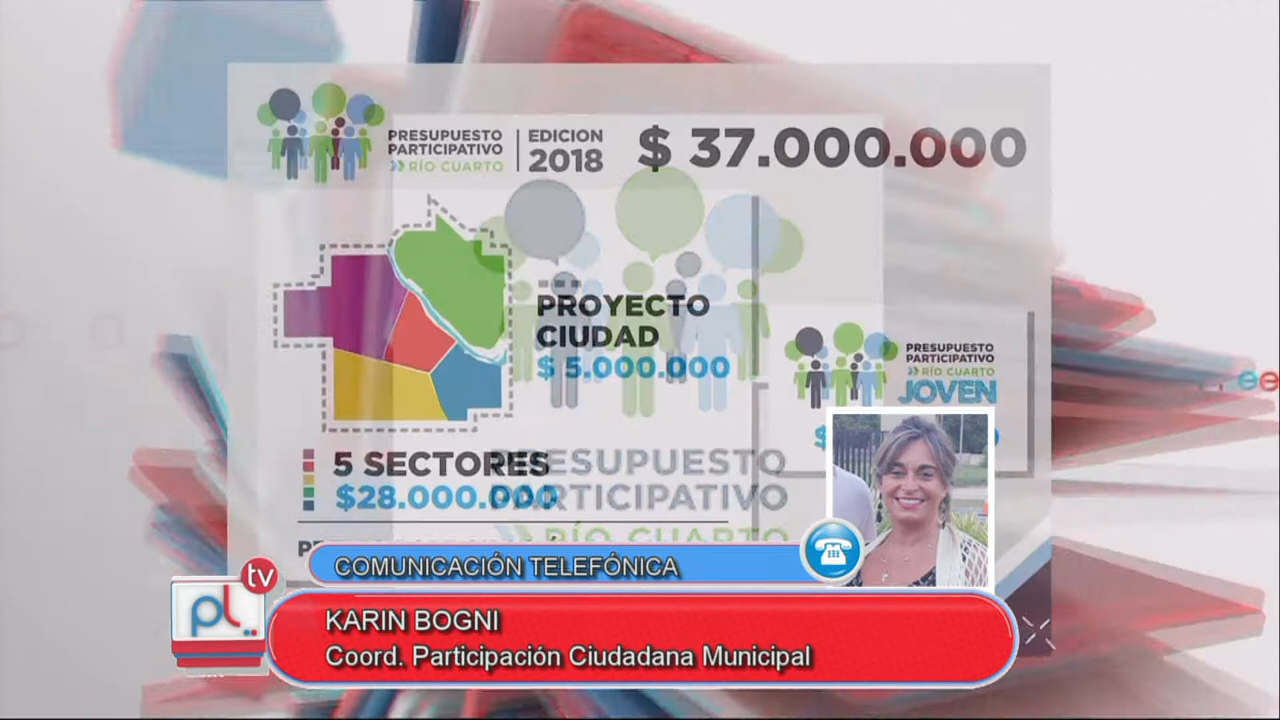 PRESUPUESTO
PARTICIPATIVO
RÍO CUARTO
EDICION
2018
$ 37.000.000
PROYECTO
CIUDAD
$ 5.000.000
PRESUPUESTO
PARTICIPATIVO
RÍO CUARTO
JOVEN
5 SECTORES
$28.000.000
PRESUPUESTO
PARTICIPATIVO
RÍO CUARTO
COMUNICACIÓN TELEFÓNICA
tv
pl..
KARIN BOGNI
Coord. Participación Ciudadana Municipal